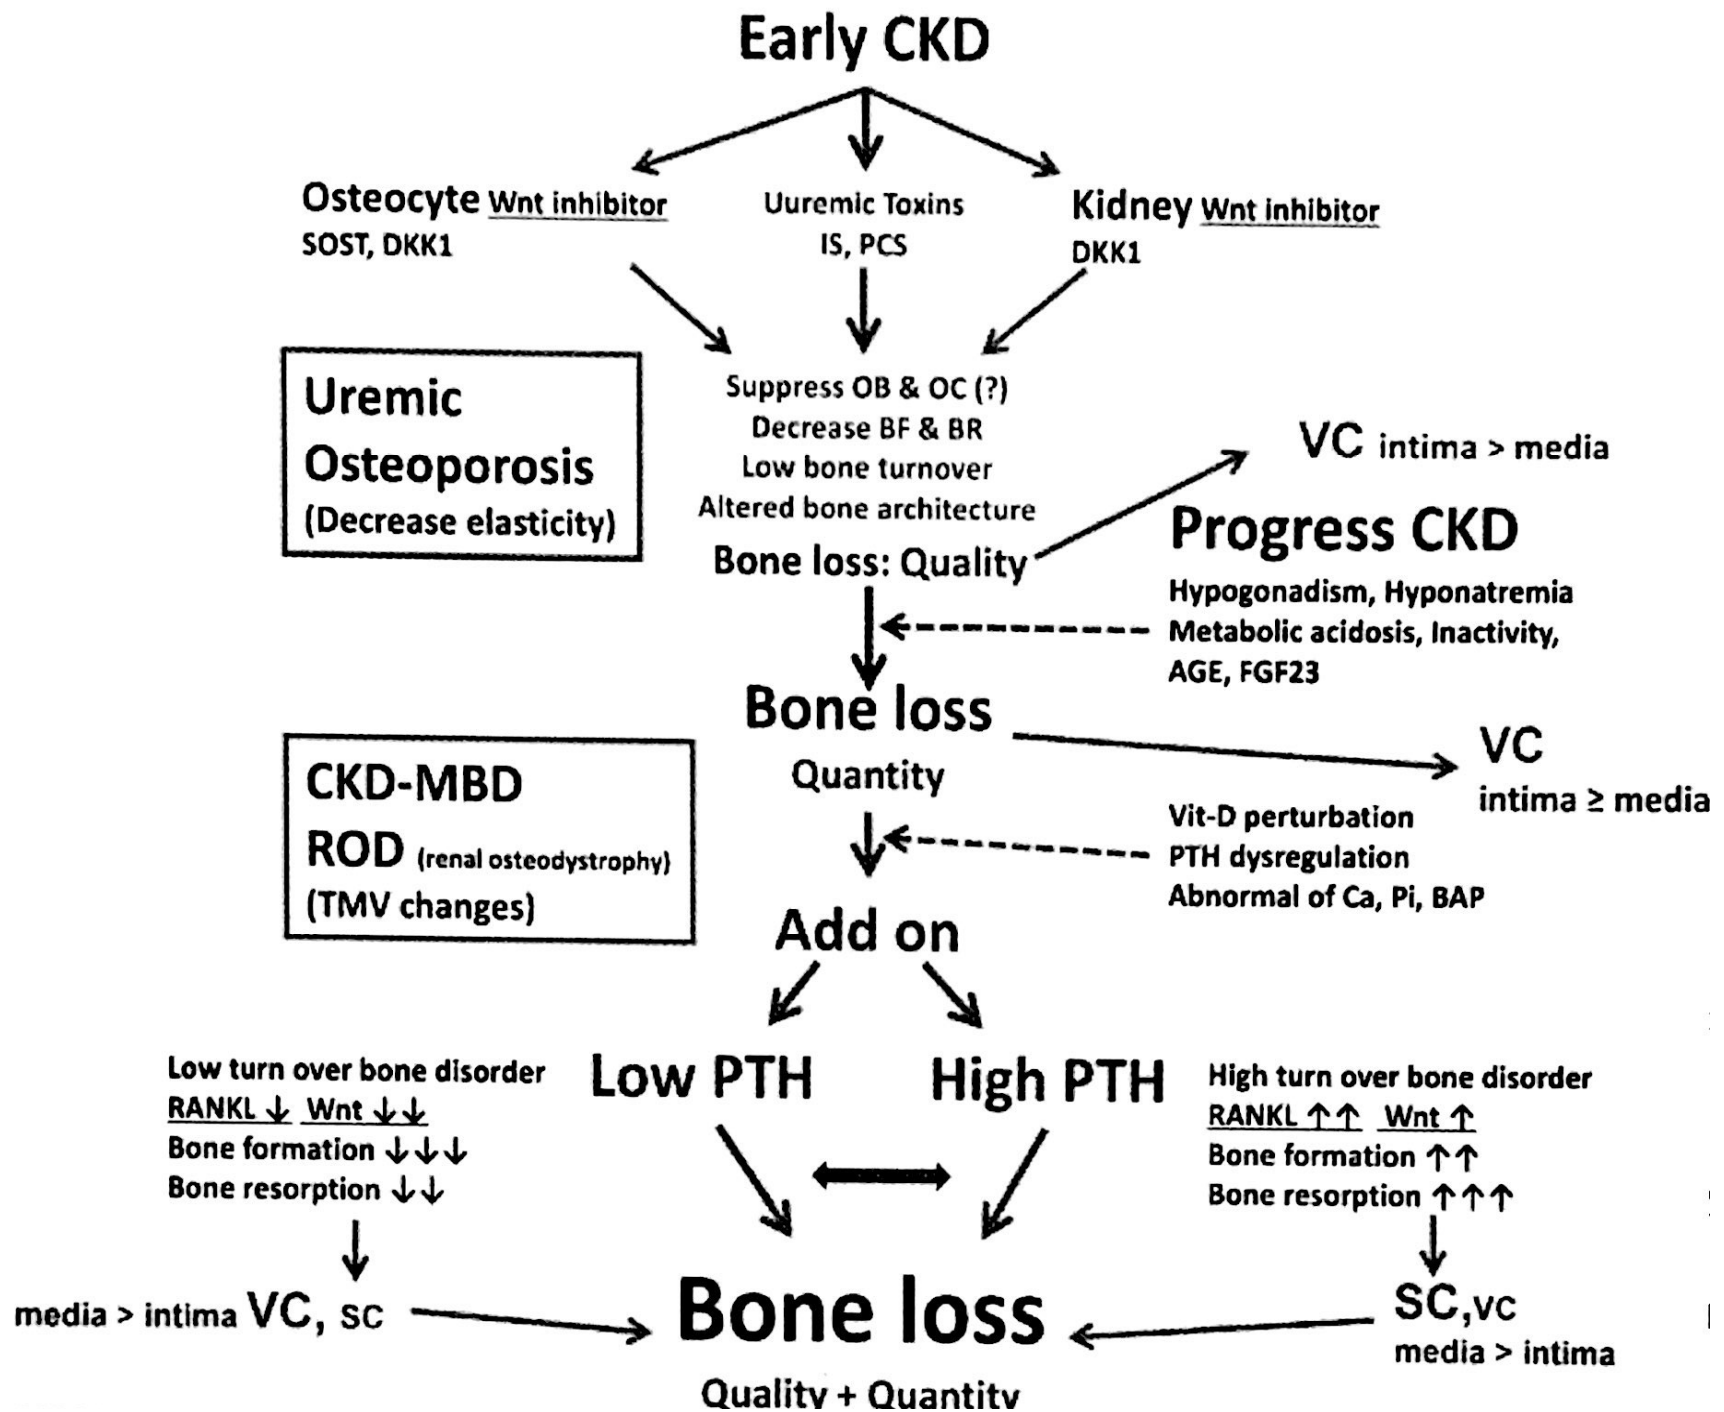 Early CKD
Osteocyte Wnt inhibitor
SOST, DKK1
Uuremic Toxins
IS, PCS
Kidney Wnt inhibitor
DKK1
Uremic
Osteoporosis
(Decrease elasticity)
Suppress OB & OC (?)
Decrease BF & BR
Low bone turnover
Altered bone architecture
Bone loss: Quality
VC intima > media
Progress CKD
Hypogonadism, Hyponatremia
Metabolic acidosis, Inactivity,
AGE, FGF23
Bone loss
Quantity
VC
intima ≥ media
CKD-MBD
ROD (renal osteodystrophy)
(TMV changes)
Vit-D perturbation
PTH dysregulation
Abnormal of Ca, Pi, BAP
Add on
Low PTH
High PTH
Low turn over bone disorder
RANKL ↓ Wnt ↓↓
Bone formation ↓↓↓
Bone resorption ↓↓
High turn over bone disorder
RANKL ↑↑ Wnt ↑
Bone formation ↑↑
Bone resorption ↑↑↑
media > intima VC, SC
Bone loss
Quality + Quantity
SC,VC
media > intima